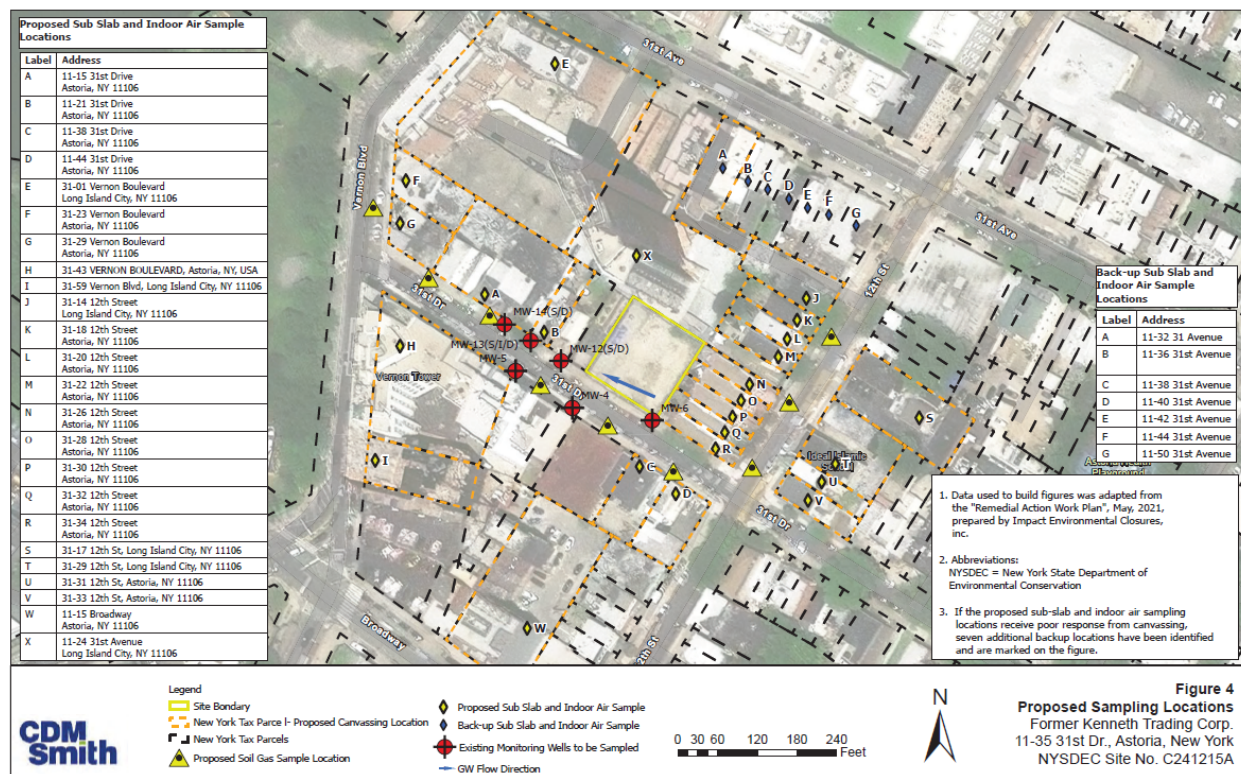 Proposed Sub Slab and Indoor Air Sample
Locations
Label Address
A 11-15 31st Drive
Astoria, NY 11106
B 11-21 31st Drive
Astoria, NY 11106
C 11-38 31st Drive
Astoria, NY 11106
D 11-44 31st Drive
Astoria, NY 11106
E 31-01 Vernon Boulevard
Long Island City, NY 11106
F 31-23 Vernon Boulevard
Astoria, NY 11106
G 31-29 Vernon Boulevard
Astoria, NY 11106
H 31-43 VERNON BOULEVARD, Astoria, NY, USA
I 31-59 Vernon Blvd, Long Island City, NY 11106
J 31-14 12th Street
Astoria, NY 11106
K 31-18 12th Street
Astoria, NY 11106
L 31-20 12th Street
Astoria, NY 11106
M 31-22 12th Street
Astoria, NY 11106
N 31-26 12th Street
Astoria, NY 11106
O 31-28 12th Street
Astoria, NY 11106
P 31-30 12th Street
Astoria, NY 11106
Q 31-32 12th Street
Astoria, NY 11106
R 31-34 12th Street
Astoria, NY 11106
S 31-17 12th St, Long Island City, NY 11106
T 31-29 12th St, Long Island City, NY 11106
U 31-31 12th St, Astoria, NY 11106
V 31-33 12th St, Astoria, NY 11106
W 11-15 Broadway
Astoria, NY 11106
X 11-24 31st Avenue
Long Island City, NY 11106
31st Ave
E
Vernon Blvd
F
G
A
B
C
D
E
F
G
31st Ave
X
12th St
31st Dr
A
MW-14(S/D)
B
MW-13(S/I/D)
MW-12(S/D)
MW-5
H
Vernon Tower
31st Dr
MW-4
MW-6
J
K
L
M
N
O
P
Q
R
S
Ideal Islamic
T
U
V
I
C
D
31st Dr
W
Broadway
12th St
Playground
Back-up Sub Slab and
Indoor Air Sample
Locations
Label Address
A 11-32 31 Avenue
B 11-36 31st Avenue
C 11-38 31st Avenue
D 11-40 31st Avenue
E 11-42 31st Avenue
F 11-44 31st Avenue
G 11-50 31st Avenue
1. Data used to build figures was adapted from
the "Remedial Action Work Plan", May, 2021,
prepared by Impact Environmental Closures,
inc.
2. Abbreviations:
NYSDEC = New York State Department of
Environmental Conservation
3. If the proposed sub-slab and indoor air sampling
locations receive poor response from canvassing,
seven additional backup locations have been identified
and are marked on the figure.
CDM
Smith
Legend
Site Bondary
New York Tax Parcel- Proposed Canvassing Location
New York Tax Parcels
Proposed Soil Gas Sample Location
Proposed Sub Slab and Indoor Air Sample
Back-up Sub Slab and Indoor Air Sample
Existing Monitoring Wells to be Sampled
GW Flow Direction
0 30 60 120 180 240
Feet
N
Figure 4
Proposed Sampling Locations
Former Kenneth Trading Corp.
11-35 31st Dr., Astoria, New York
NYSDEC Site No. C241215A